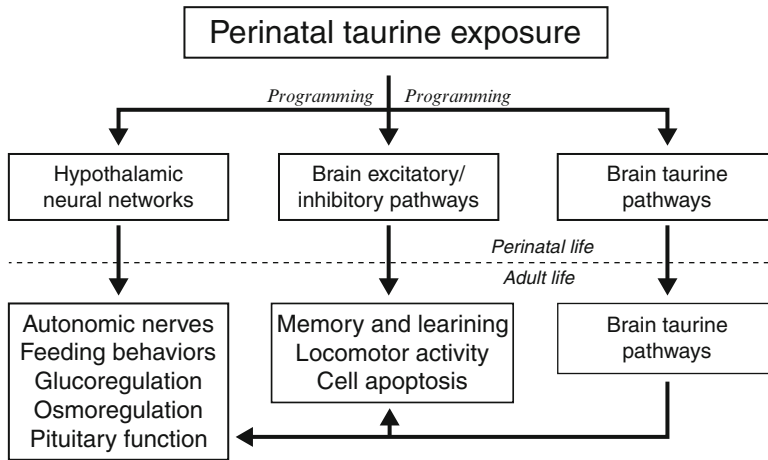 Perinatal taurine exposure
Programming Programming
Hypothalamic
neural networks
Brain excitatory/
inhibitory pathways
Brain taurine
pathways
Perinatal life
Adult life
Autonomic nerves
Feeding behaviors
Glucoregulation
Osmoregulation
Pituitary function
Memory and learining
Locomotor activity
Cell apoptosis
Brain taurine
pathways